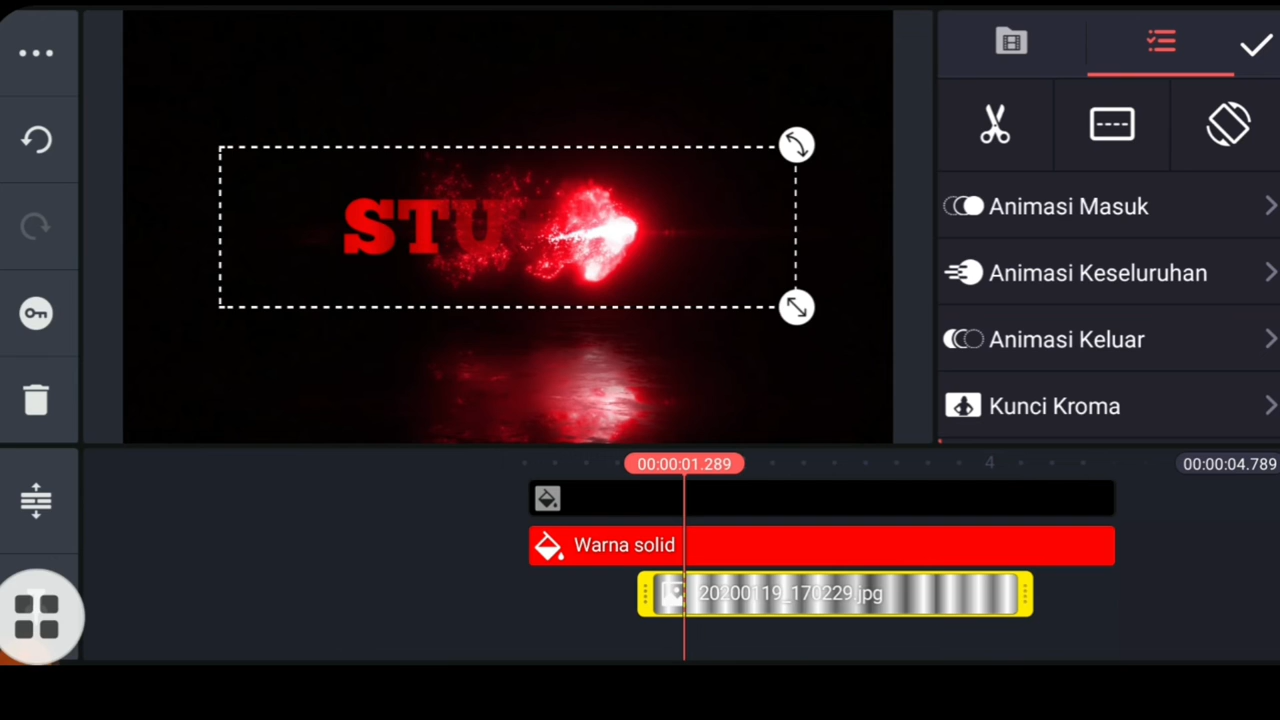 STU
Animasi Masuk
Animasi Keseluruhan
Animasi Keluar
Kunci Kroma
00:00:01.289
4
00:00:04.789
Warna solid
20200119_170229.jpg